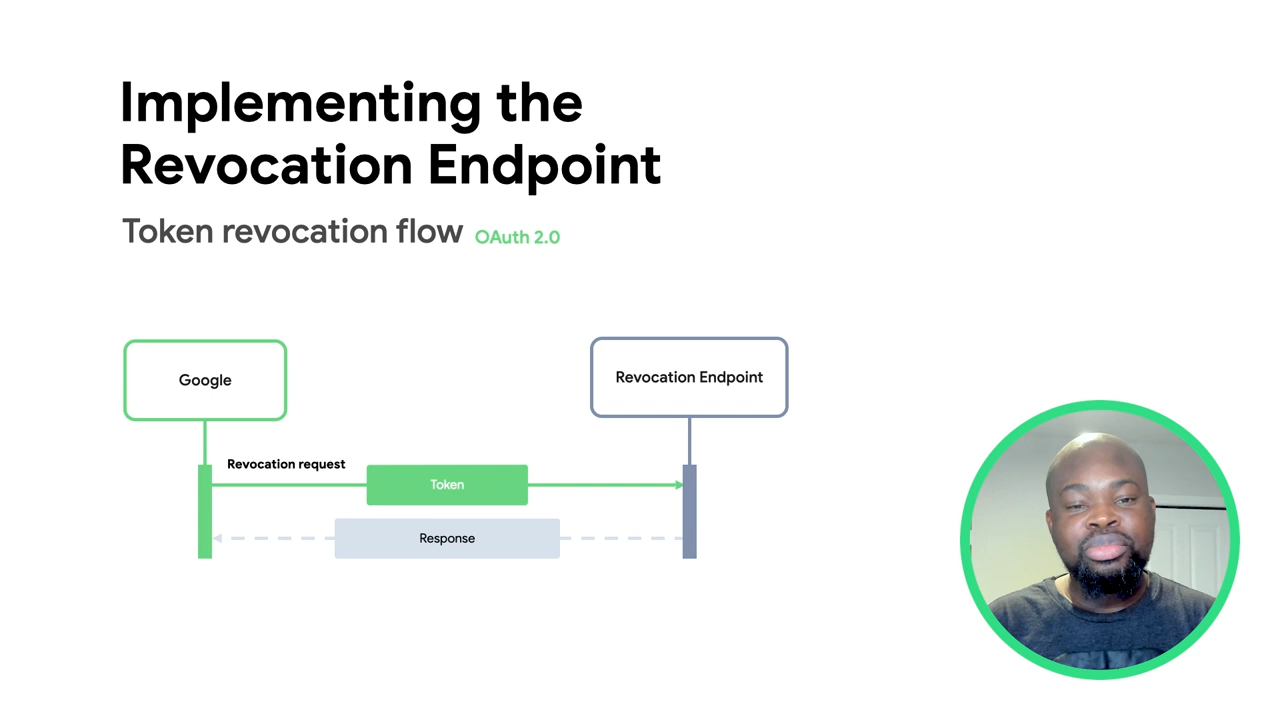 Implementing the
Revocation Endpoint
Token revocation flow OAuth 2.0
Google
Revocation Endpoint
Revocation request
Token
Response